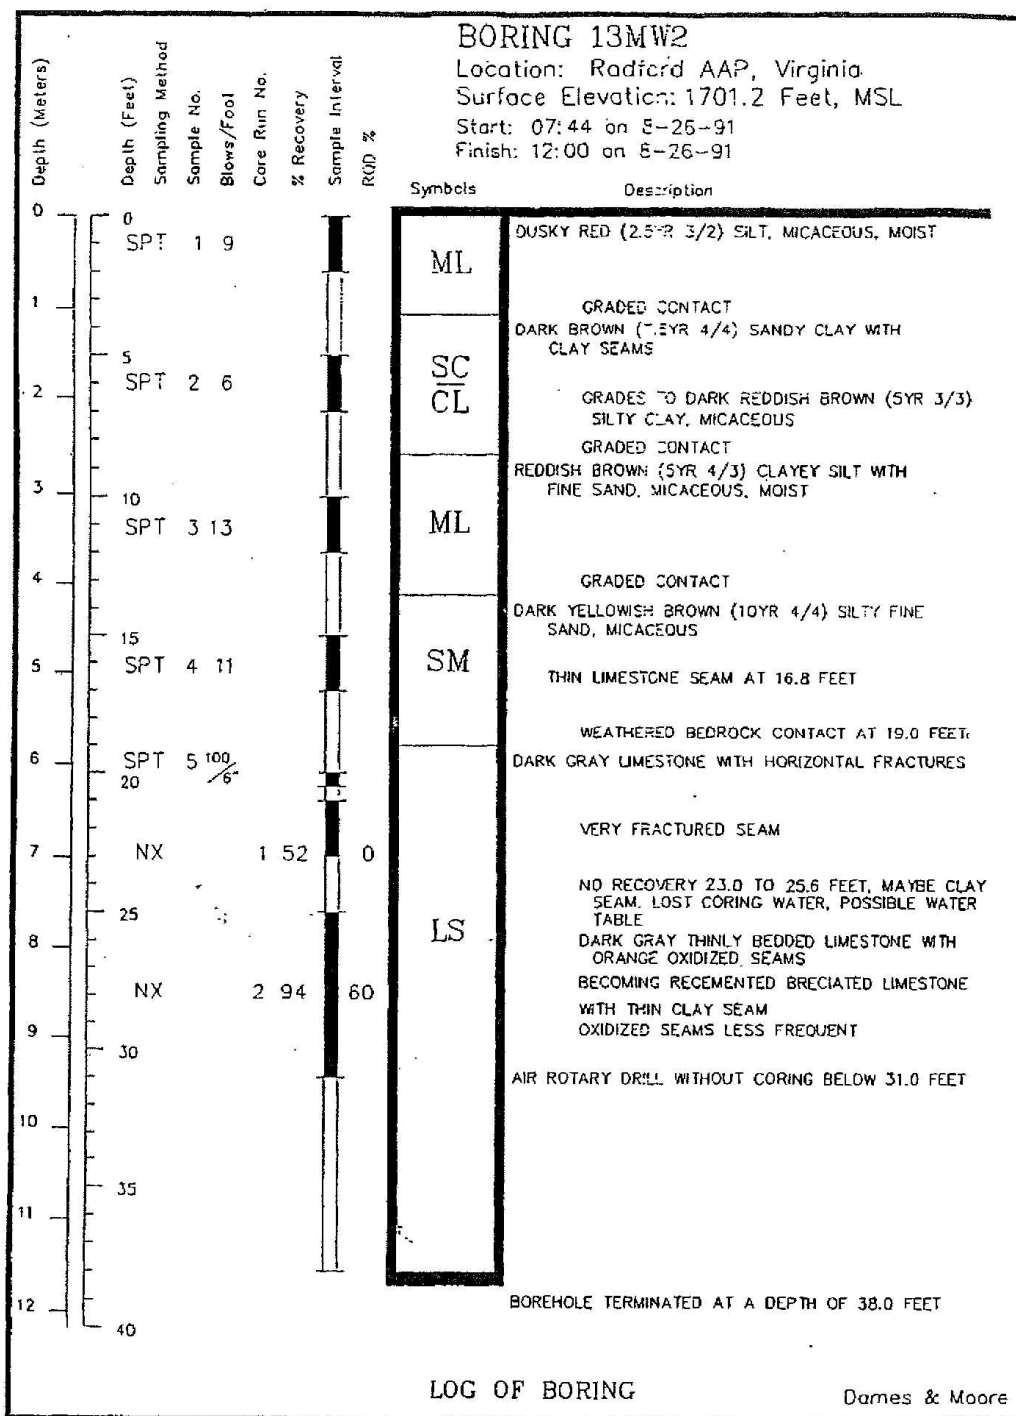 BORING 13MW2
Location: Radford AAP, Virginia
Surface Elevation: 1701.2 Feet, MSL
Start: 07:44 on 8-26-91
Finish: 12:00 on 8-26-91
Depth (Meters)
Depth (Feet)
Sampling Method
Sample No.
Blows/Foot
Core Run No.
% Recovery
Sample Interval
RQD %
Symbols Description
0 0
DUSKY RED (2.5YR 3/2) SILT, MICACEOUS, MOIST
SPT 1 9
ML
1
GRADED CONTACT
DARK BROWN (7.5YR 4/4) SANDY CLAY WITH
CLAY SEAMS
5
SPT 2 6
SC
CL
2
GRADES TO DARK REDDISH BROWN (5YR 3/3)
SILTY CLAY, MICACEOUS
GRADED CONTACT
REDDISH BROWN (5YR 4/3) CLAYEY SILT WITH
FINE SAND, MICACEOUS, MOIST
3
10
SPT 3 13
ML
4
GRADED CONTACT
DARK YELLOWISH BROWN (10YR 4/4) SILTY FINE
SAND, MICACEOUS
15
SPT 4 11
SM
5
THIN LIMESTONE SEAM AT 16.8 FEET
WEATHERED BEDROCK CONTACT AT 19.0 FEET
6
SPT 5 100/6"
DARK GRAY LIMESTONE WITH HORIZONTAL FRACTURES
20
VERY FRACTURED SEAM
7
NX 1 52 0
NO RECOVERY 23.0 TO 25.6 FEET, MAYBE CLAY
SEAM. LOST CORING WATER, POSSIBLE WATER
TABLE
25
LS
8
DARK GRAY THINLY BEDDED LIMESTONE WITH
ORANGE OXIDIZED SEAMS
BECOMING RECEMENTED BRECIATED LIMESTONE
NX 2 94 60
WITH THIN CLAY SEAM
OXIDIZED SEAMS LESS FREQUENT
9
30
AIR ROTARY DRILL WITHOUT CORING BELOW 31.0 FEET
10
35
11
12
BOREHOLE TERMINATED AT A DEPTH OF 38.0 FEET
40
LOG OF BORING
Dames & Moore